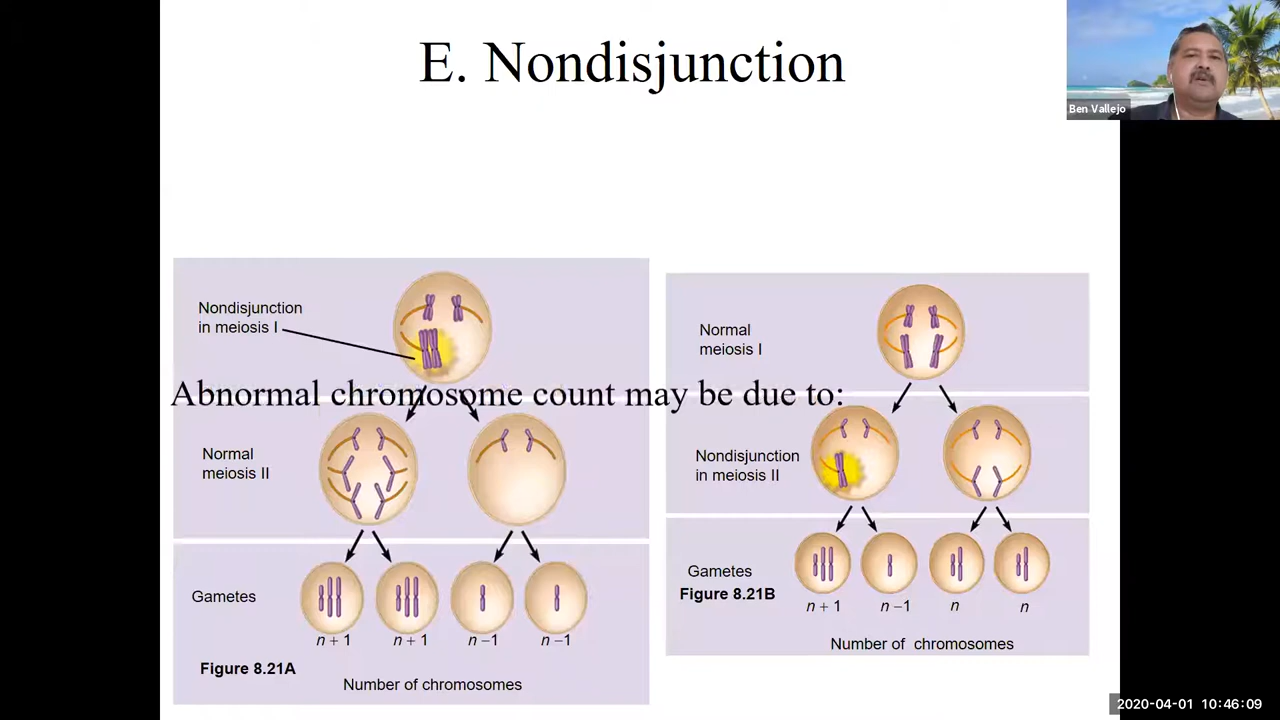 E. Nondisjunction
Ben Vallejo
Nondisjunction
in meiosis I
Abnormal chromosome count may be due to:
Normal
meiosis II
Gametes
n + 1
n + 1
n –1
n –1
Figure 8.21A
Number of chromosomes
Normal
meiosis I
Nondisjunction
in meiosis II
Gametes
Figure 8.21B
n + 1
n –1
n
n
Number of chromosomes
2020-04-01 10:46:09